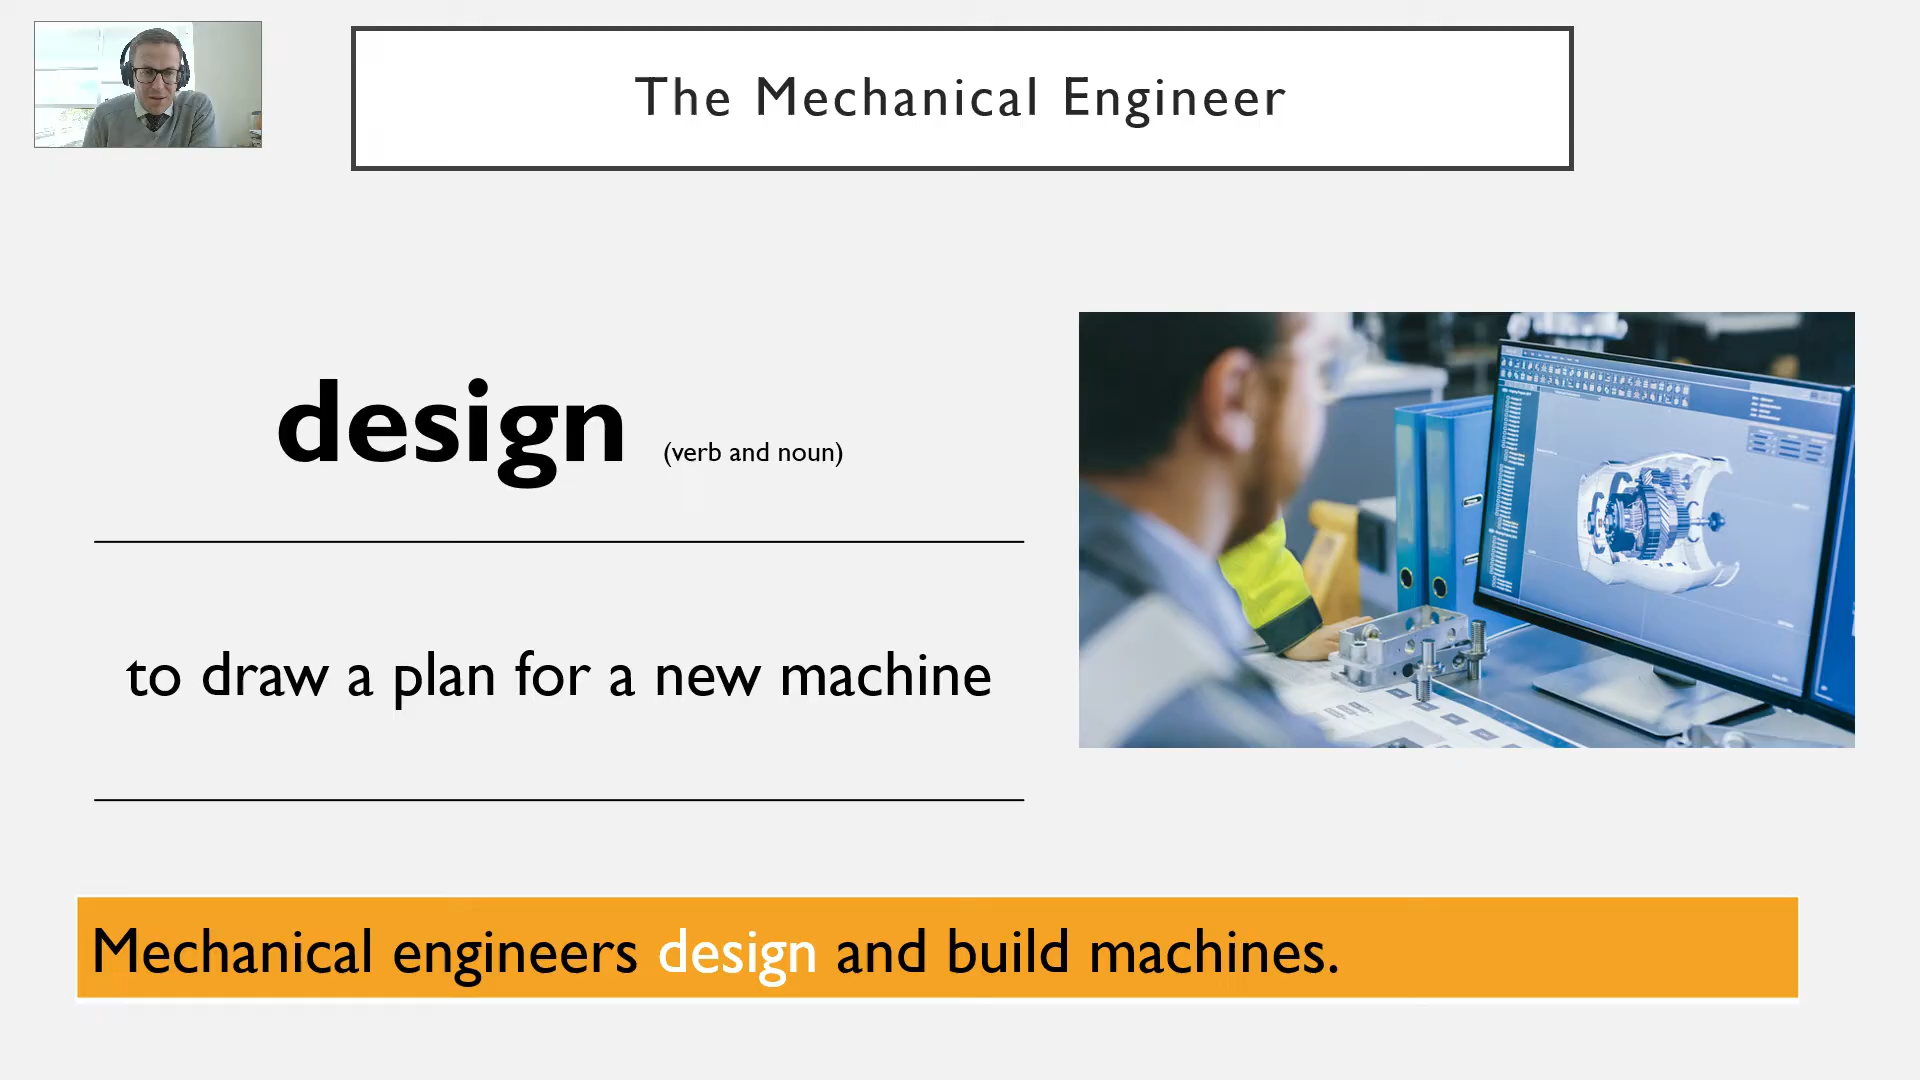 The Mechanical Engineer
design (verb and noun)
to draw a plan for a new machine
Mechanical engineers design and build machines.